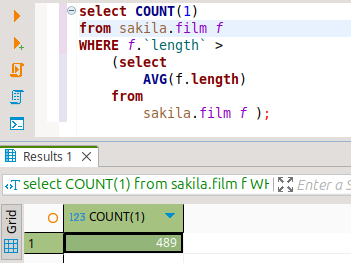 select COUNT(1)
from sakila.film f
WHERE f.`length` >
(select
AVG(f.length)
from
sakila.film f );
Results 1
select COUNT(1) from sakila.film f WH
Enter a S
Grid
123 COUNT(1)
1
489